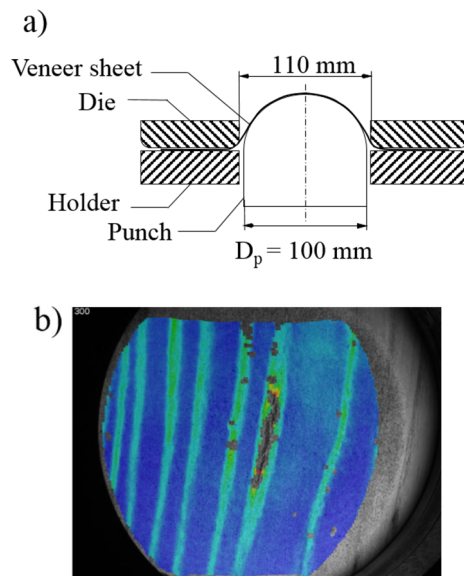 a)
Veneer sheet
110 mm
Die
Holder
Punch
Dp = 100 mm
b)
300